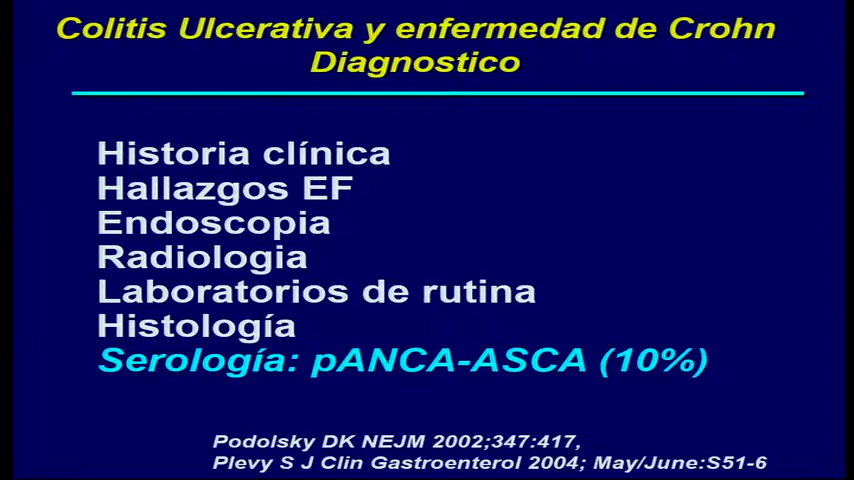 Colitis Ulcerativa y enfermedad de Crohn
Diagnostico
Historia clínica
Hallazgos EF
Endoscopia
Radiologia
Laboratorios de rutina
Histología
Serología: pANCA-ASCA (10%)
Podolsky DK NEJM 2002;347:417,
Plevy S J Clin Gastroenterol 2004; May/June:S51-6